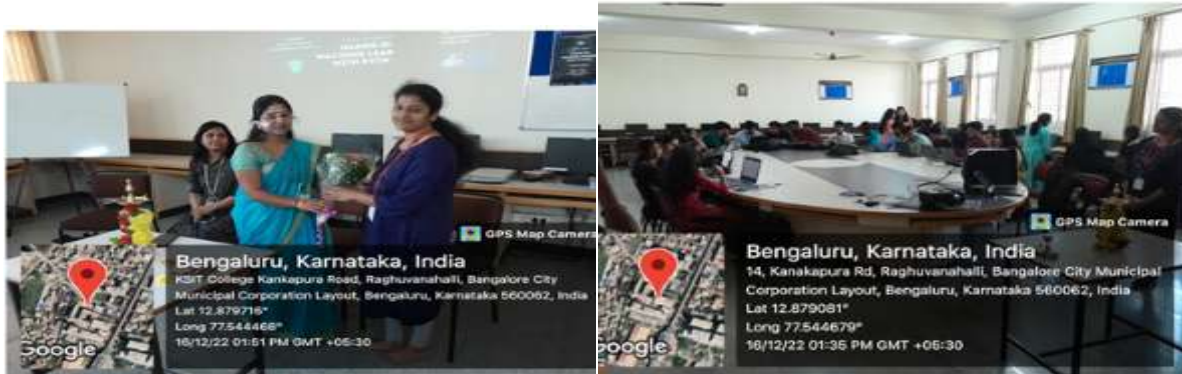 GPS Map Camera
Bengaluru, Karnataka, India
KSIT College Kankapura Road, Raghuvanahalli, Bangalore City
Municipal Corporation Layout, Bengaluru, Karnataka 560062, India
Lat 12.879716°
Long 77.544466°
16/12/22 01:51 PM GMT +05:30
Google
GPS Map Camera
Bengaluru, Karnataka, India
14, Kanakapura Rd, Raghuvanahalli, Bangalore City Municipal
Corporation Layout, Bengaluru, Karnataka 560062, India
Lat 12.879081°
Long 77.544679°
16/12/22 01:35 PM GMT +05:30
Google